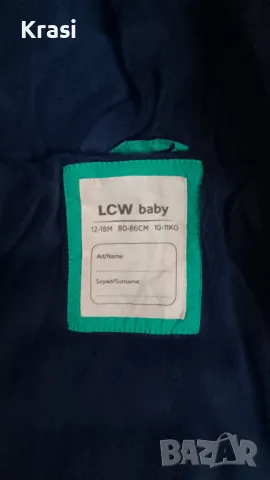 Krasi
LCW baby
12-18M 80-86CM 10-11KG
Ad/Name:
Soyad/Surname:
BAZAR